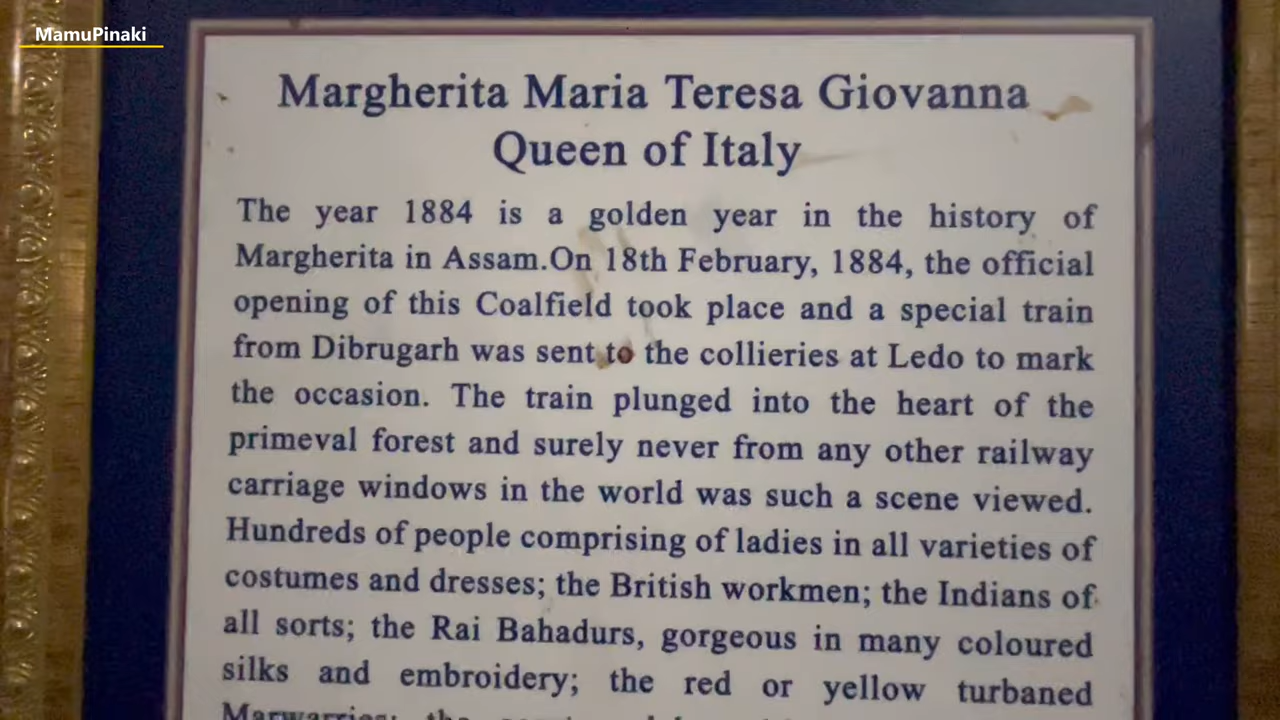 MamuPinaki
Margherita Maria Teresa Giovanna
Queen of Italy
The year 1884 is a golden year in the history of
Margherita in Assam.On 18th February, 1884, the official
opening of this Coalfield took place and a special train
from Dibrugarh was sent to the collieries at Ledo to mark
the occasion. The train plunged into the heart of the
primeval forest and surely never from any other railway
carriage windows in the world was such a scene viewed.
Hundreds of people comprising of ladies in all varieties of
costumes and dresses; the British workmen; the Indians of
all sorts; the Rai Bahadurs, gorgeous in many coloured
silks and embroidery; the red or yellow turbaned